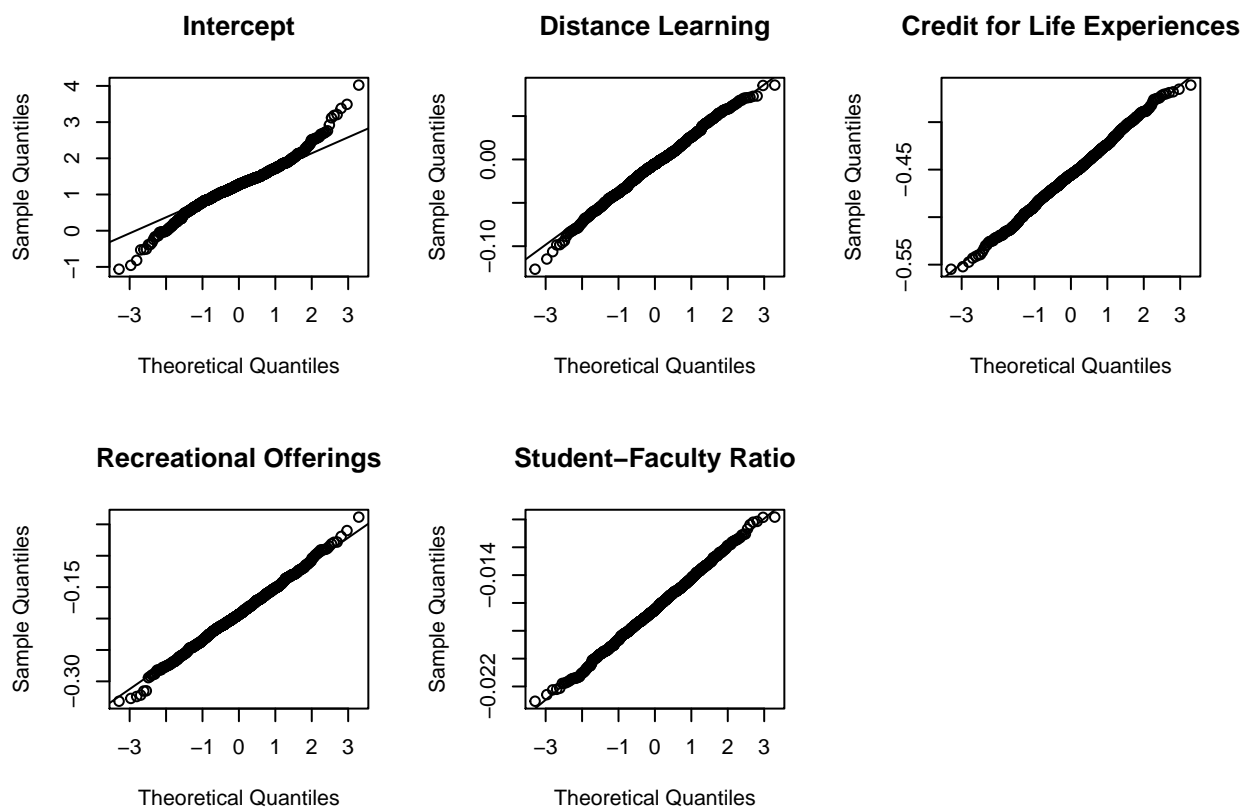 Intercept
Sample Quantiles
4
3
2
1
0
−1
−3
−1
0
1
2
3
Theoretical Quantiles
Distance Learning
Sample Quantiles
0.00
−0.10
−3
−1
0
1
2
3
Theoretical Quantiles
Credit for Life Experiences
Sample Quantiles
−0.45
−0.55
−3
−1
0
1
2
3
Theoretical Quantiles
Recreational Offerings
Sample Quantiles
−0.15
−0.30
−3
−1
0
1
2
3
Theoretical Quantiles
Student−Faculty Ratio
Sample Quantiles
−0.014
−0.022
−3
−1
0
1
2
3
Theoretical Quantiles